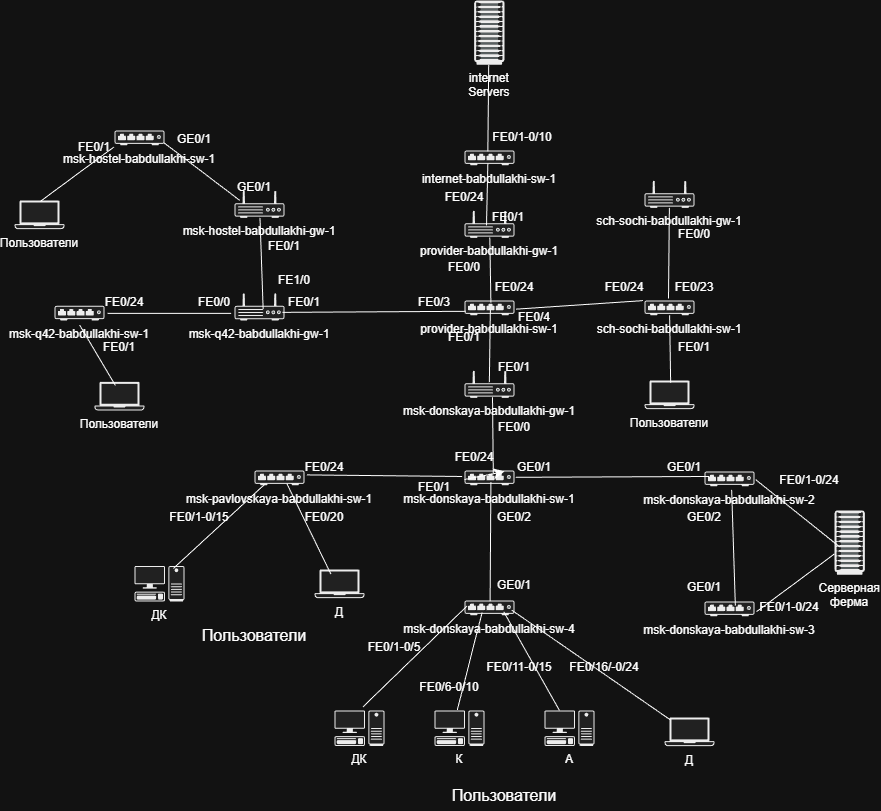 internet
Servers
FE0/1-0/10
internet-babdullakhi-sw-1
FE0/24
FE0/1
provider-babdullakhi-gw-1
FE0/0
FE0/1
GE0/1
msk-hostel-babdullakhi-sw-1
GE0/1
Пользователи
msk-hostel-babdullakhi-gw-1
FE0/1
sch-sochi-babdullakhi-gw-1
FE0/0
FE1/0
FE0/24
FE0/0
FE0/1
FE0/3
FE0/24
FE0/4
FE0/24
FE0/23
msk-q42-babdullakhi-sw-1
msk-q42-babdullakhi-gw-1
provider-babdullakhi-sw-1
sch-sochi-babdullakhi-sw-1
FE0/1
FE0/1
FE0/1
Пользователи
Пользователи
FE0/1
msk-donskaya-babdullakhi-gw-1
FE0/0
FE0/24
FE0/24
GE0/1
GE0/1
FE0/1
msk-pavlovskaya-babdullakhi-sw-1
msk-donskaya-babdullakhi-sw-1
msk-donskaya-babdullakhi-sw-2
FE0/1-0/24
FE0/1-0/15
FE0/20
GE0/2
GE0/2
Серверная
ферма
ДК
Д
Пользователи
GE0/1
GE0/1
FE0/1-0/24
msk-donskaya-babdullakhi-sw-4
msk-donskaya-babdullakhi-sw-3
FE0/1-0/5
FE0/6-0/10
FE0/11-0/15
FE0/16/-0/24
ДК
К
А
Д
Пользователи